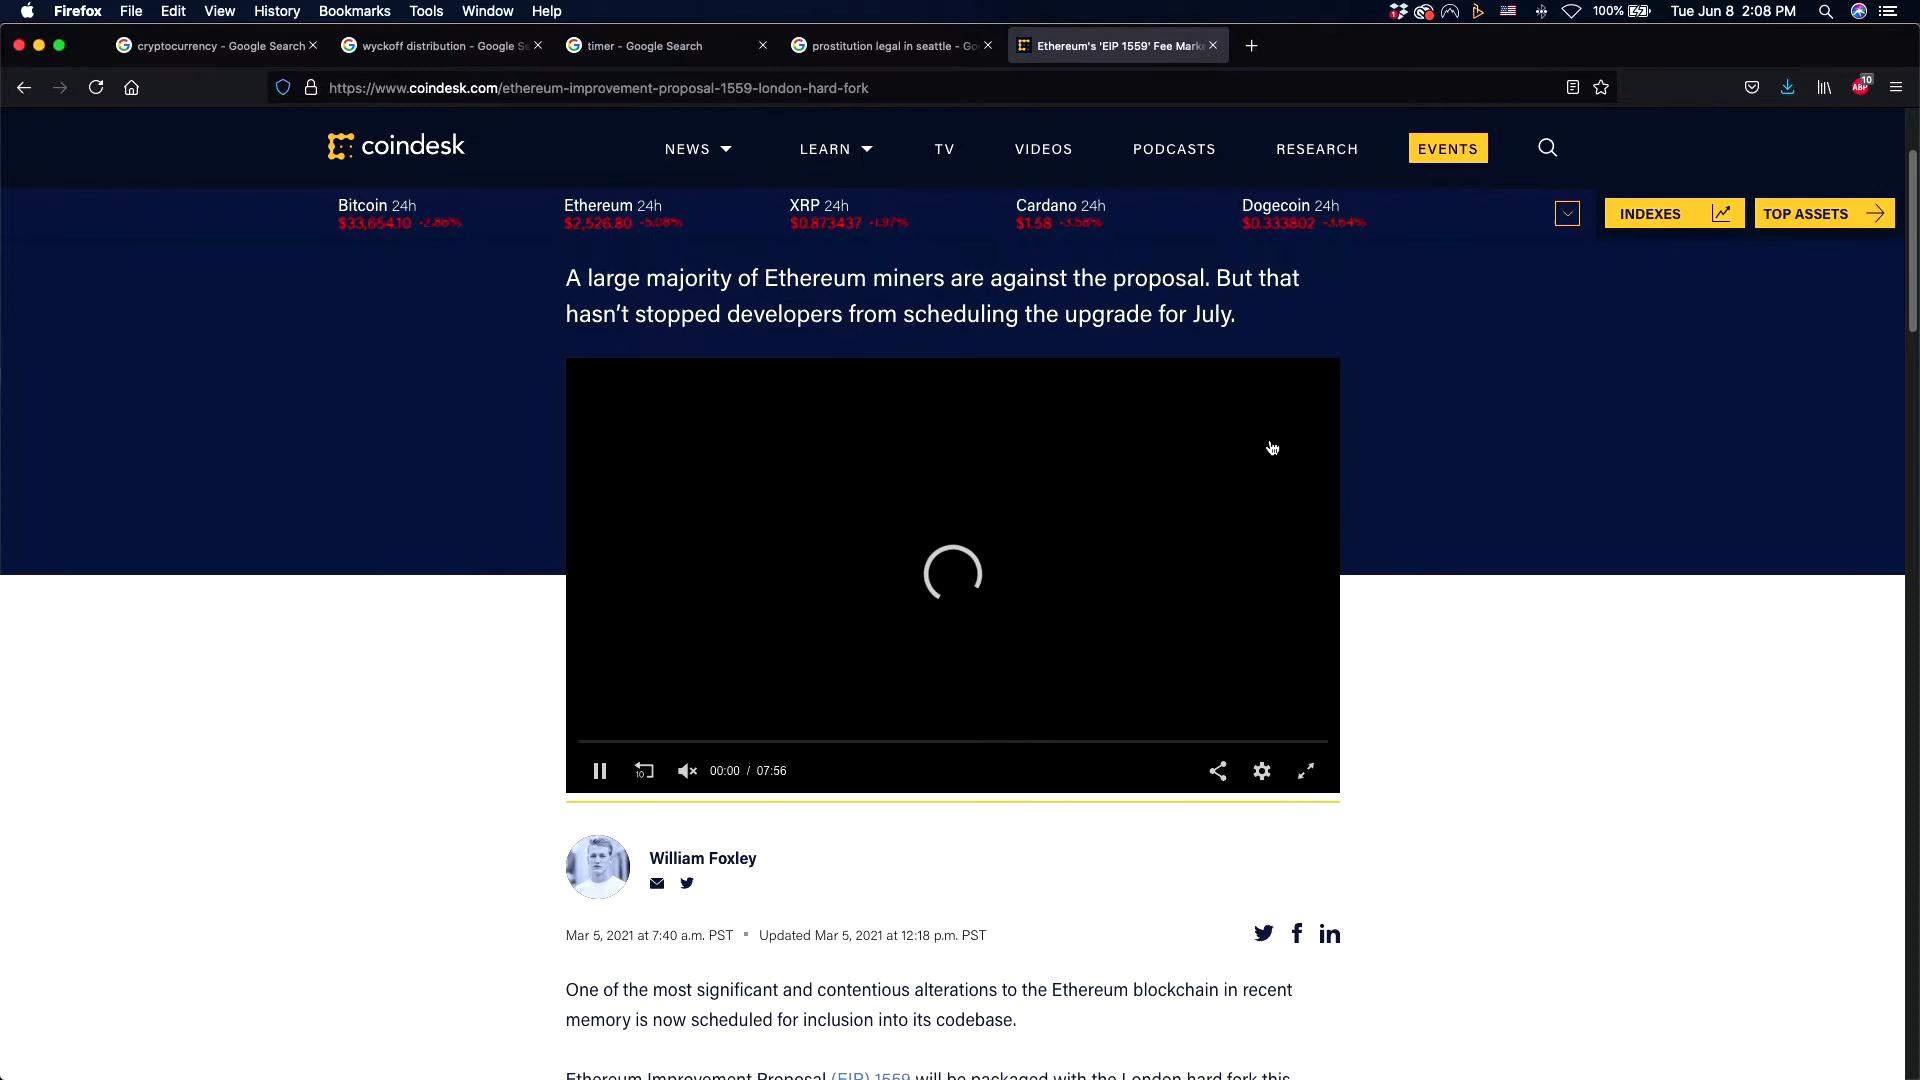 Firefox File Edit View History Bookmarks Tools Window Help 100% Tue Jun 8 2:08 PM
cryptocurrency - Google Search wyckoff distribution - Google Se timer - Google Search prostitution legal in seattle - Go Ethereum's 'EIP 1559' Fee Mark
https://www.coindesk.com/ethereum-improvement-proposal-1559-london-hard-fork 10 ABP
coindesk NEWS LEARN TV VIDEOS PODCASTS RESEARCH EVENTS
Bitcoin 24h Ethereum 24h XRP 24h Cardano 24h Dogecoin 24h
$33,654.10 -2.86% $2,526.80 -5.08% $0.873437 -1.97% $1.58 -3.58% $0.333802 -3.64%
INDEXES TOP ASSETS
A large majority of Ethereum miners are against the proposal. But that
hasn't stopped developers from scheduling the upgrade for July.
10 00:00 / 07:56
William Foxley
Mar 5, 2021 at 7:40 a.m. PST Updated Mar 5, 2021 at 12:18 p.m. PST
One of the most significant and contentious alterations to the Ethereum blockchain in recent
memory is now scheduled for inclusion into its codebase.
Ethereum Improvement Proposal (EIP) 1559 will be packaged with the London hard fork this